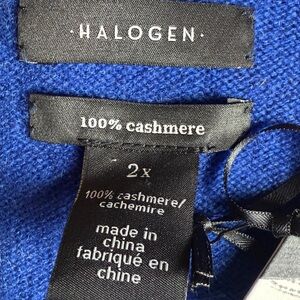 · HALOGEN ·
100% cashmere
2x
100% cashmere/
cachemire
made in
china
fabriqué en
chine